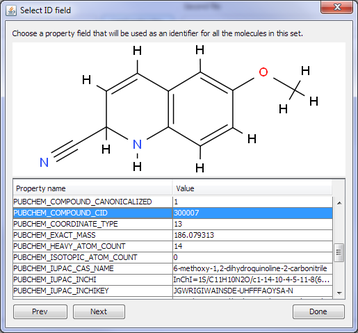 Select ID field
Choose a property field that will be used as an identifier for all the molecules in this set.
H
H
H
H
O
H
H
H
H
H
N
N
H
H
Property name Value
PUBCHEM_COMPOUND_CANONICALIZED 1
PUBCHEM_COMPOUND_CID 300007
PUBCHEM_COORDINATE_TYPE 13
PUBCHEM_EXACT_MASS 186.079313
PUBCHEM_HEAVY_ATOM_COUNT 14
PUBCHEM_ISOTOPIC_ATOM_COUNT 0
PUBCHEM_IUPAC_CAS_NAME 6-methoxy-1,2-dihydroquinoline-2-carbonitrile
PUBCHEM_IUPAC_INCHI InChI=1S/C11H10N2O/c1-14-10-4-5-11-8(6...
PUBCHEM_IUPAC_INCHIKEY JGWRIGIWAINSDE-UHFFFAOYSA-N
Prev Next Done